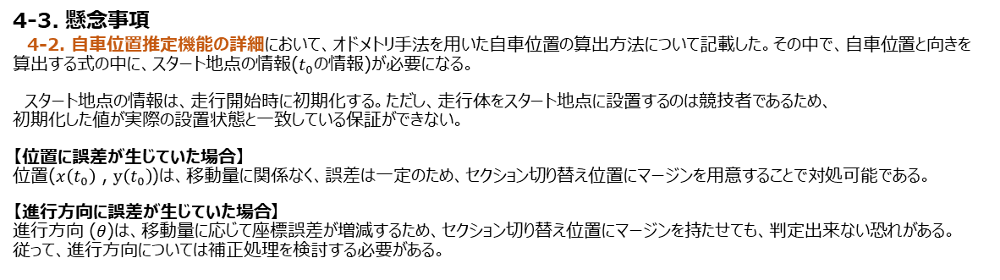 4-3. 懸念事項
4-2. 自車位置推定機能の詳細において、オドメトリ手法を用いた自車位置の算出方法について記載した。その中で、自車位置と向きを
算出する式の中に、スタート地点の情報(t₀の情報)が必要になる。
スタート地点の情報は、走行開始時に初期化する。ただし、走行体をスタート地点に設置するのは競技者であるため、
初期化した値が実際の設置状態と一致している保証ができない。
【位置に誤差が生じていた場合】
位置(x(t₀) , y(t₀))は、移動量に関係なく、誤差は一定のため、セクション切り替え位置にマージンを用意することで対処可能である。
【進行方向に誤差が生じていた場合】
進行方向 (θ)は、移動量に応じて座標誤差が増減するため、セクション切り替え位置にマージンを持たせても、判定出来ない恐れがある。
従って、進行方向については補正処理を検討する必要がある。